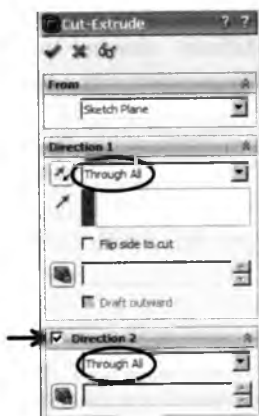 Cut-Extrude ? ?
From
Sketch Plane
Direction 1
Through All
Flip side to cut
Draft outward
Direction 2
Through All